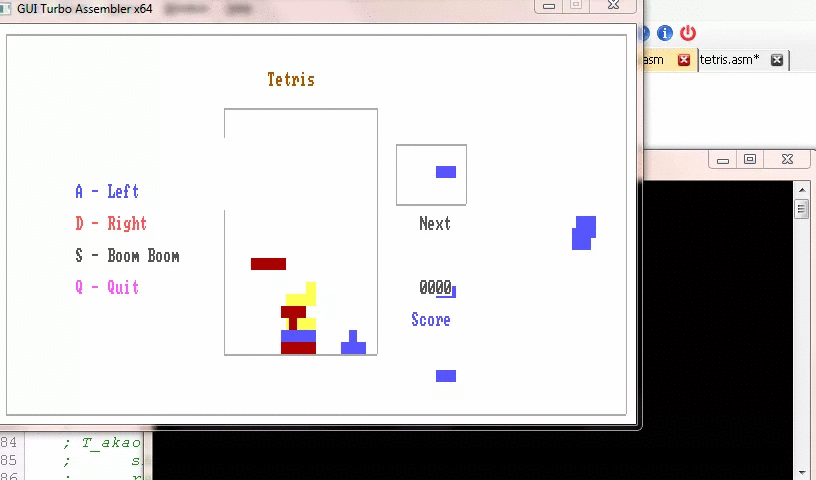 GUI Turbo Assembler x64
asm
tetris.asm*
Tetris
A - Left
D - Right
S - Boom Boom
Q - Quit
Next
0000
Score
84 ; T_akao
85 ; s
86 ; r